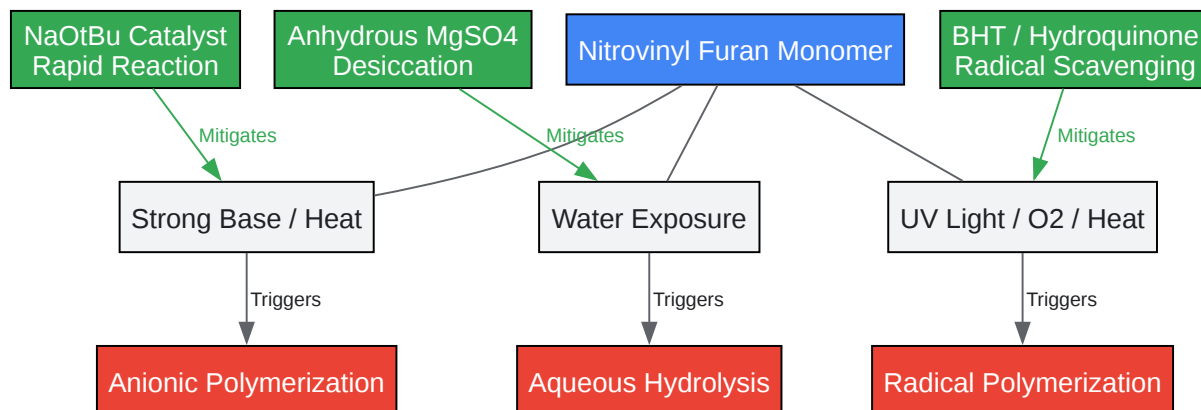 NaOtBu Catalyst
Rapid Reaction
Anhydrous MgSO4
Desiccation
Nitrovinyl Furan Monomer
BHT / Hydroquinone
Radical Scavenging
Mitigates
Mitigates
Mitigates
Strong Base / Heat
Water Exposure
UV Light / O2 / Heat
Triggers
Triggers
Triggers
Anionic Polymerization
Aqueous Hydrolysis
Radical Polymerization